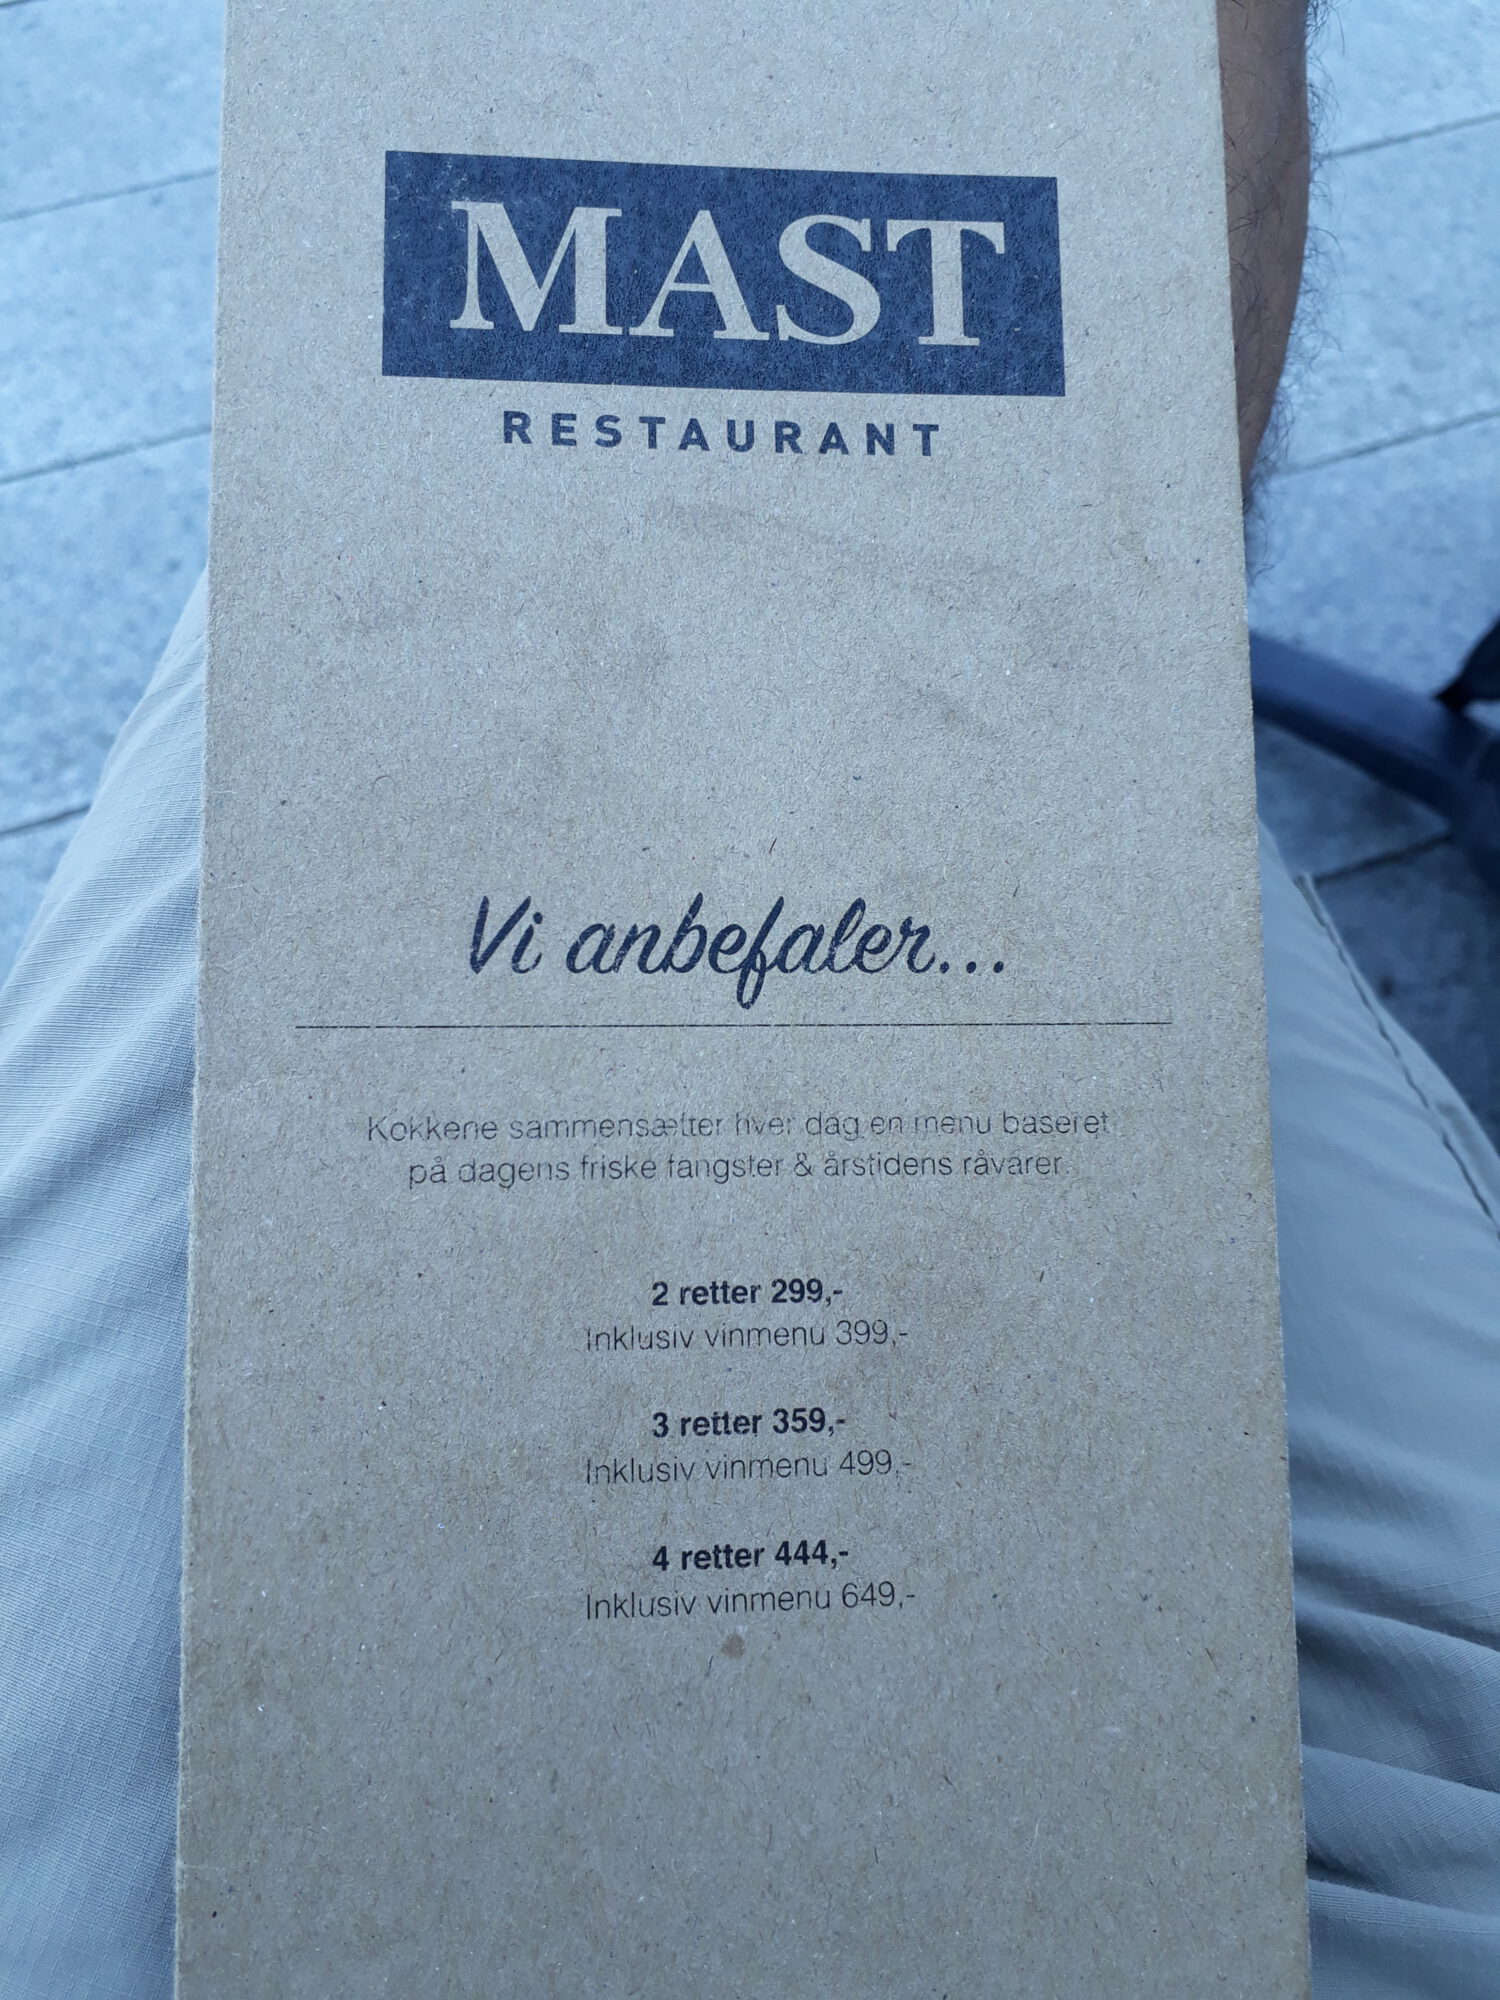 MAST
RESTAURANT
Vi anbefaler...
Kokkene sammensætter hver dag en menu baseret
på dagens friske fangster & årstidens råvarer.
2 retter 299,-
Inklusiv vinmenu 399,-
3 retter 359,-
Inklusiv vinmenu 499,-
4 retter 444,-
Inklusiv vinmenu 649,-